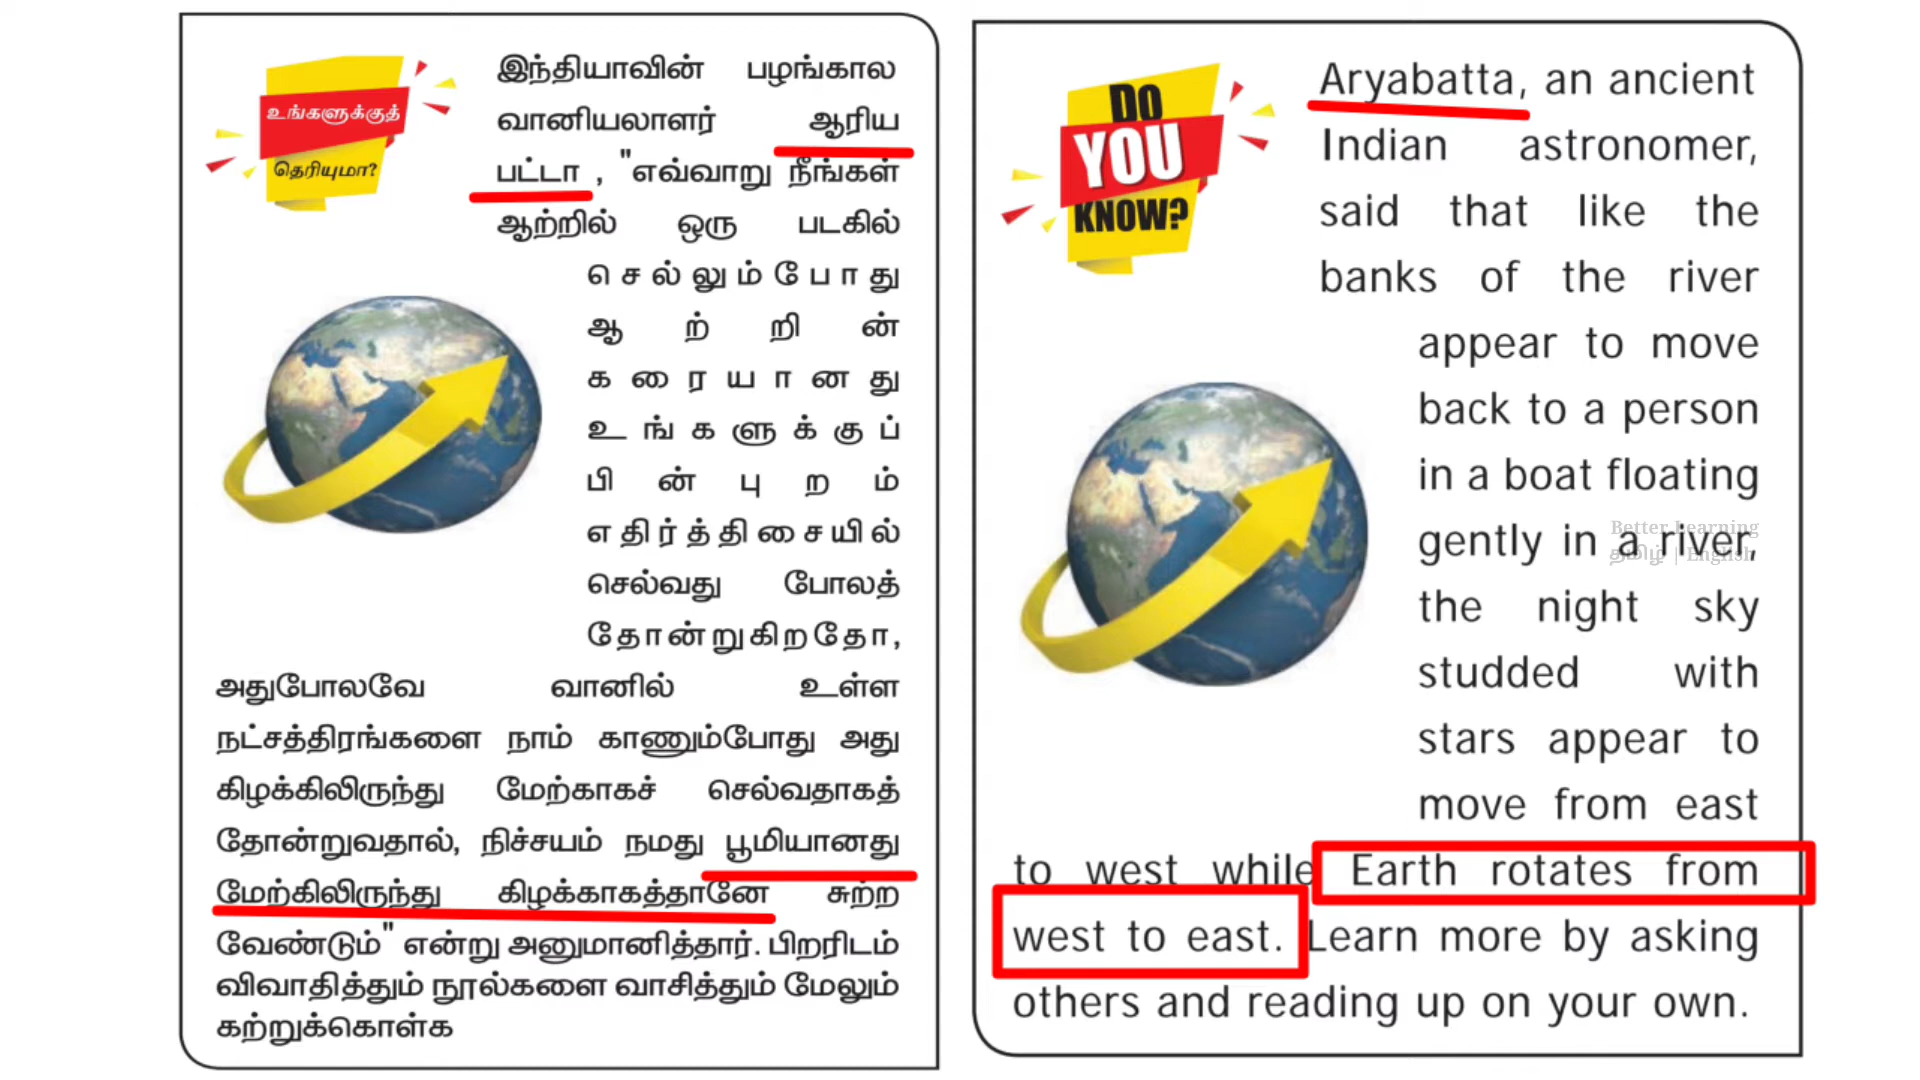 உங்களுக்குத்
தெரியுமா?
இந்தியாவின் பழங்கால
வானியலாளர் ஆரிய
பட்டா , "எவ்வாறு நீங்கள்
ஆற்றில் ஒரு படகில்
செல்லும்போது
ஆற்றின்
கரையானது
உங்களுக்குப்
பின்புறம்
எதிர்த்திசையில்
செல்வது போலத்
தோன்றுகிறதோ,
அதுபோலவே வானில் உள்ள
நட்சத்திரங்களை நாம் காணும்போது அது
கிழக்கிலிருந்து மேற்காகச் செல்வதாகத்
தோன்றுவதால், நிச்சயம் நமது பூமியானது
மேற்கிலிருந்து கிழக்காகத்தானே சுற்ற
வேண்டும்" என்று அனுமானித்தார். பிறரிடம்
விவாதித்தும் நூல்களை வாசித்தும் மேலும்
கற்றுக்கொள்க
DO
YOU
KNOW?
Aryabatta, an ancient
Indian astronomer,
said that like the
banks of the river
appear to move
back to a person
in a boat floating
gently in a river,
the night sky
studded with
stars appear to
move from east
to west while Earth rotates from
west to east. Learn more by asking
others and reading up on your own.
Better Learning
தமிழ் | English